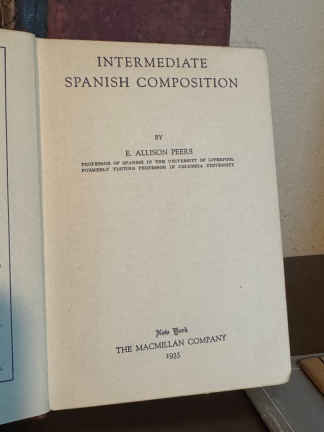 INTERMEDIATE
SPANISH COMPOSITION
BY
E. ALLISON PEERS
PROFESSOR OF SPANISH IN THE UNIVERSITY OF LIVERPOOL
FORMERLY VISITING PROFESSOR IN COLUMBIA UNIVERSITY
New York
THE MACMILLAN COMPANY
1935